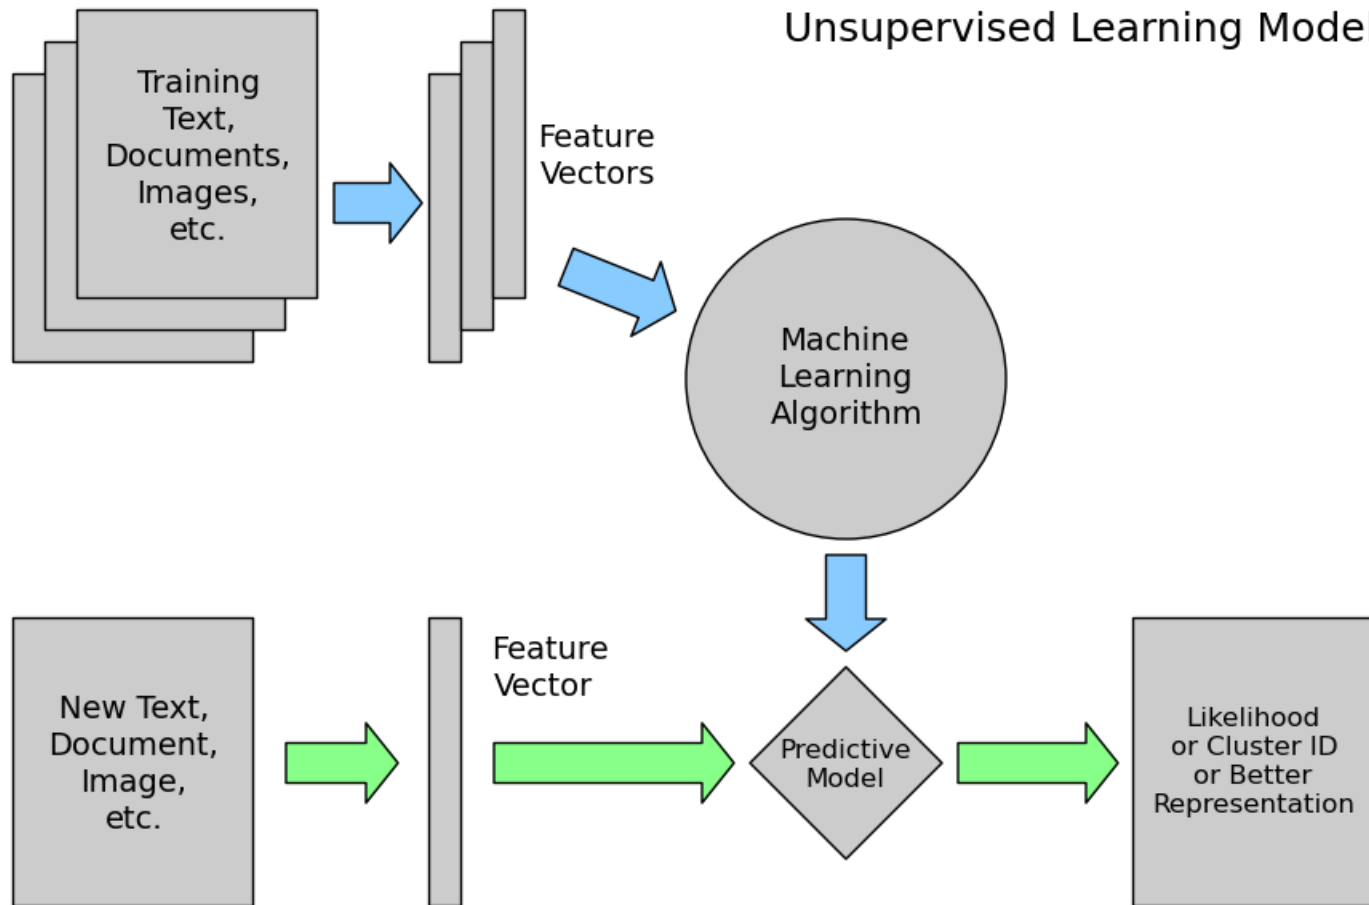 Unsupervised Learning Model
Training
Text,
Documents,
Images,
etc.
Feature
Vectors
Machine
Learning
Algorithm
New Text,
Document,
Image,
etc.
Feature
Vector
Predictive
Model
Likelihood
or Cluster ID
or Better
Representation